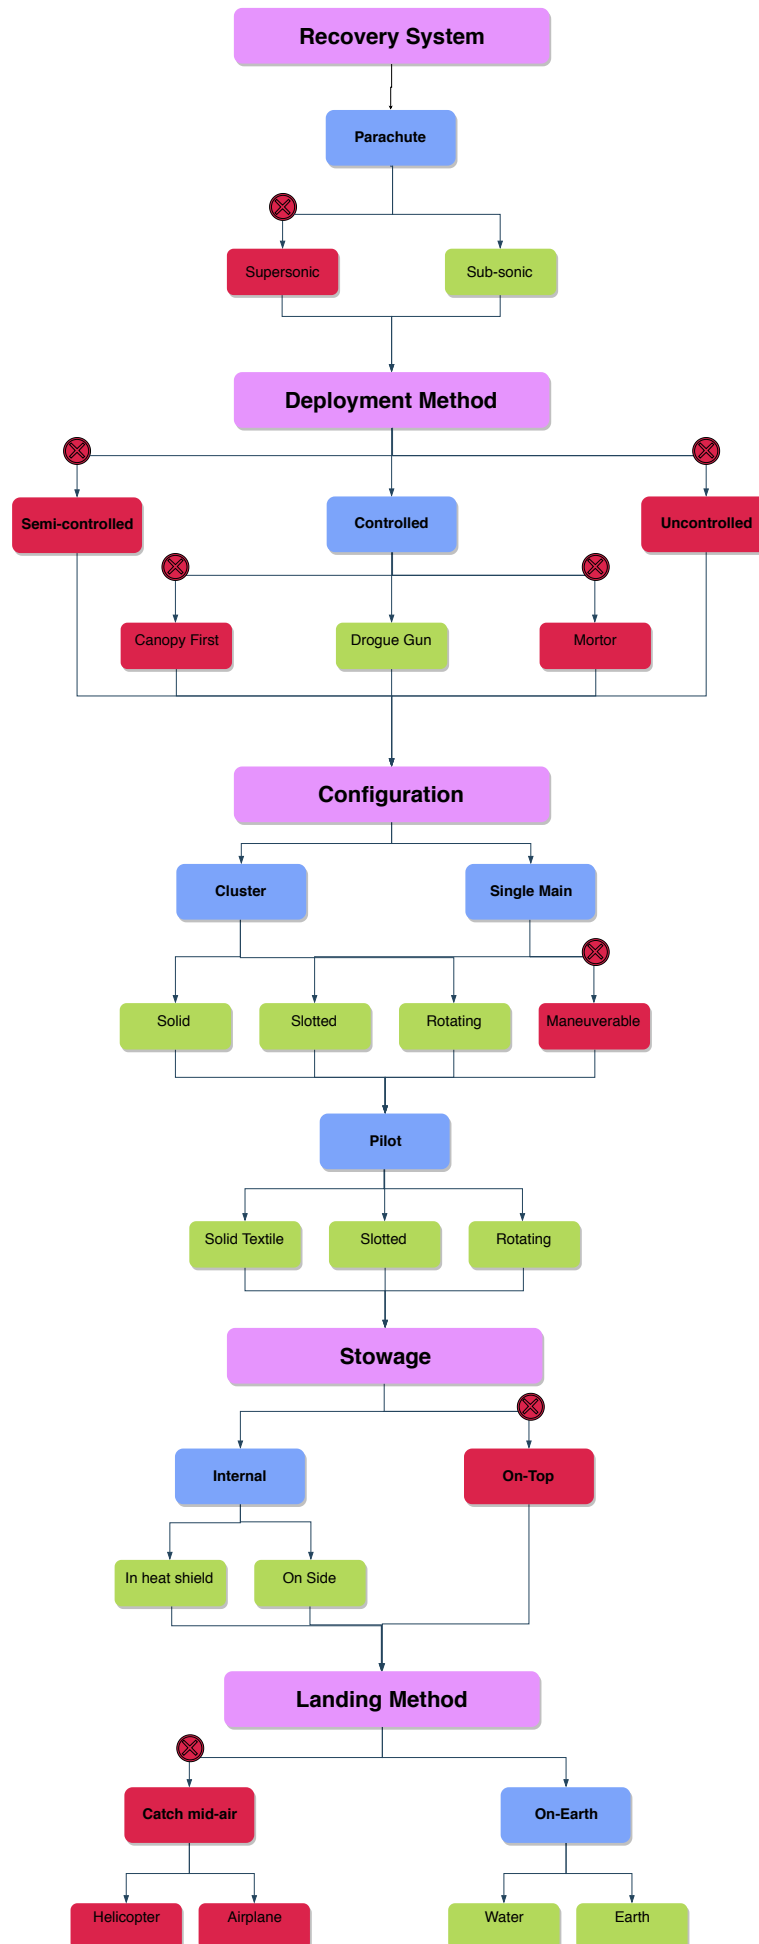 Recovery System
Parachute
Supersonic
Sub-sonic
Deployment Method
Semi-controlled
Controlled
Uncontrolled
Canopy First
Drogue Gun
Mortor
Configuration
Cluster
Single Main
Solid
Slotted
Rotating
Maneuverable
Pilot
Solid Textile
Slotted
Rotating
Stowage
Internal
On-Top
In heat shield
On Side
Landing Method
Catch mid-air
On-Earth
Helicopter
Airplane
Water
Earth